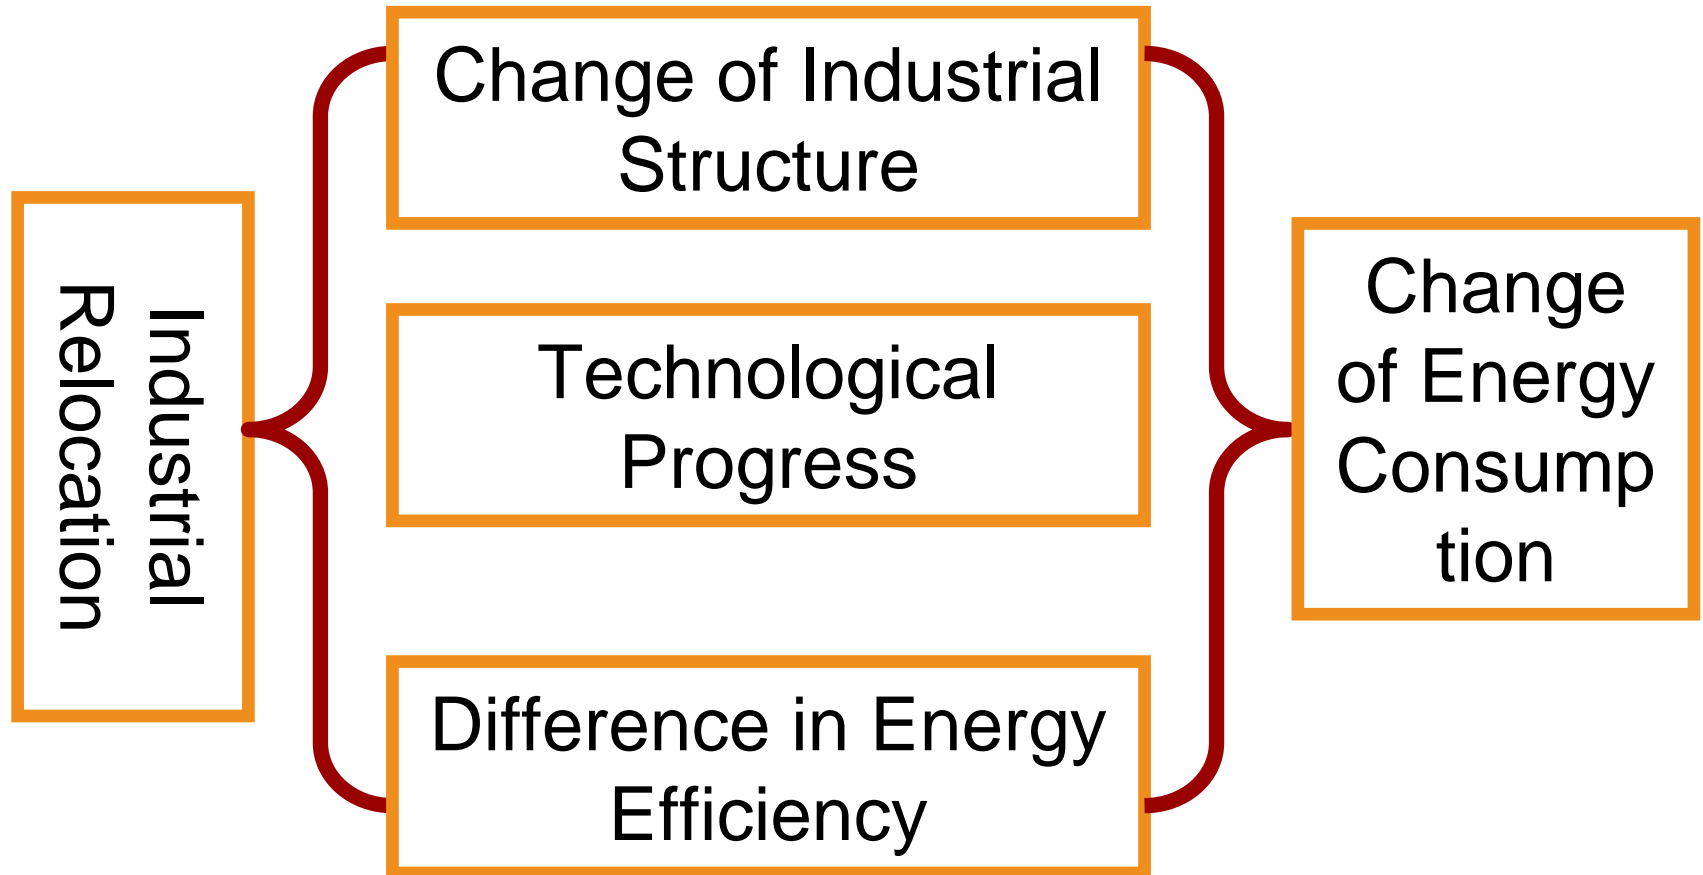 Industrial
Relocation
Change of Industrial
Structure
Technological
Progress
Difference in Energy
Efficiency
Change
of Energy
Consump
tion